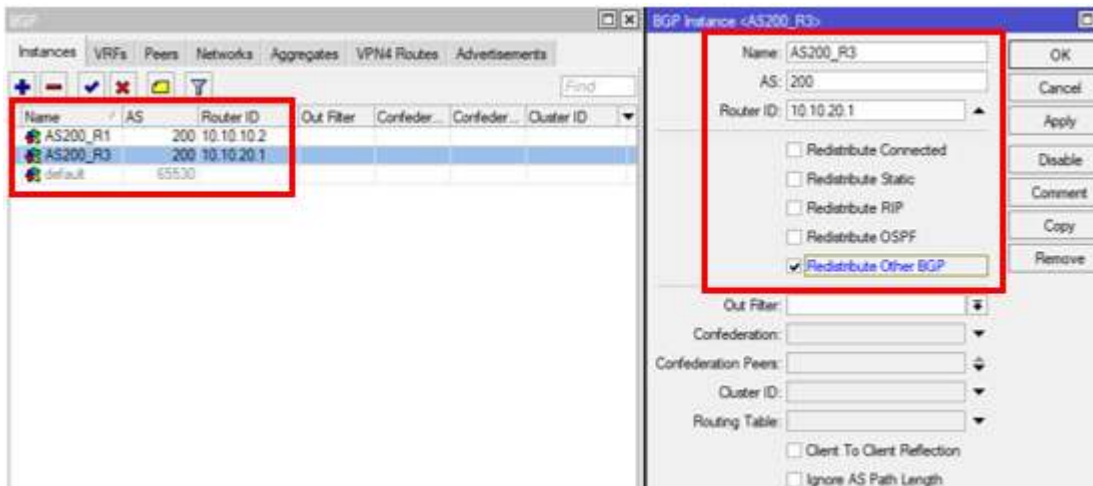 BGP
Instances VRFs Peers Networks Aggregates VPN4 Routes Advertisements
Find
Name / AS Router ID Out Filter Confeder... Confeder... Cluster ID
AS200_R1 200 10.10.10.2
AS200_R3 200 10.10.20.1
default 65530
BGP Instance <AS200_R3>
Name: AS200_R3
AS: 200
Router ID: 10.10.20.1
Redistribute Connected
Redistribute Static
Redistribute RIP
Redistribute OSPF
Redistribute Other BGP
Out Filter:
Confederation:
Confederation Peers:
Cluster ID:
Routing Table:
Client To Client Reflection
Ignore AS Path Length
OK
Cancel
Apply
Disable
Comment
Copy
Remove